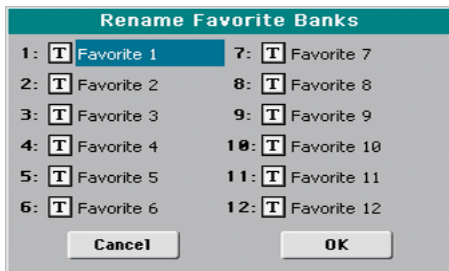 Rename Favorite Banks
1: T Favorite 1
2: T Favorite 2
3: T Favorite 3
4: T Favorite 4
5: T Favorite 5
6: T Favorite 6
7: T Favorite 7
8: T Favorite 8
9: T Favorite 9
10: T Favorite 10
11: T Favorite 11
12: T Favorite 12
Cancel
OK